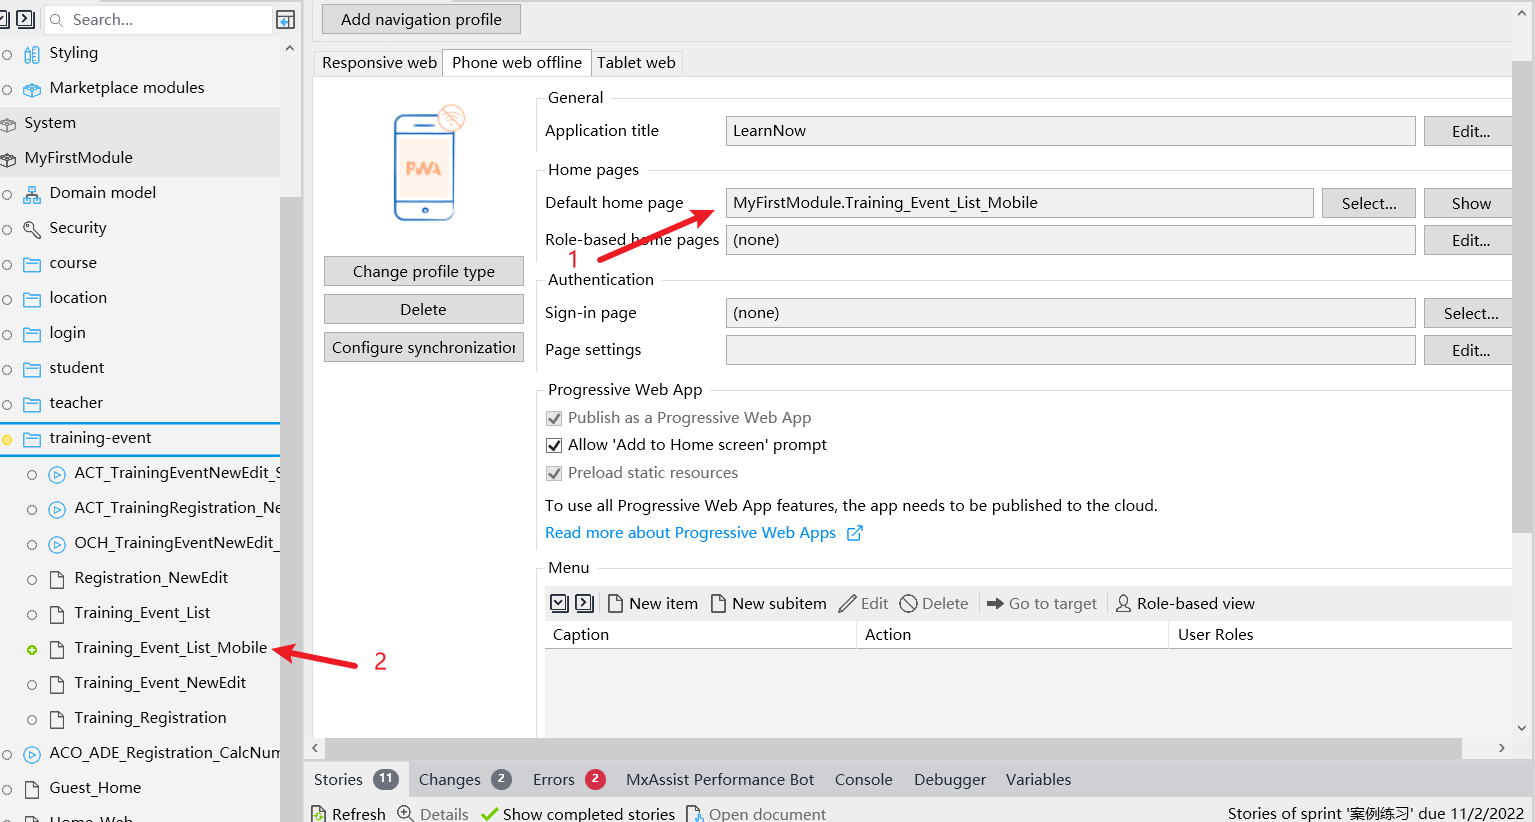 Search...
Styling
Marketplace modules
System
MyFirstModule
Domain model
Security
course
location
login
student
teacher
training-event
ACT_TrainingEventNewEdit_S
ACT_TrainingRegistration_Ne
OCH_TrainingEventNewEdit_
Registration_NewEdit
Training_Event_List
Training_Event_List_Mobile
2
Training_Event_NewEdit
Training_Registration
ACO_ADE_Registration_CalcNum
Guest_Home
Home_Web
Add navigation profile
Responsive web Phone web offline Tablet web
PWA
Change profile type
Delete
Configure synchronization
General
Application title LearnNow Edit...
Home pages
Default home page MyFirstModule.Training_Event_List_Mobile Select... Show
Role-based home pages (none) Edit...
1
Authentication
Sign-in page (none) Select...
Page settings Edit...
Progressive Web App
Publish as a Progressive Web App
Allow 'Add to Home screen' prompt
Preload static resources
To use all Progressive Web App features, the app needs to be published to the cloud.
Read more about Progressive Web Apps
Menu
New item New subitem Edit Delete Go to target Role-based view
Caption Action User Roles
Stories 11 Changes 2 Errors 2 MxAssist Performance Bot Console Debugger Variables
Refresh Details Show completed stories Open document Stories of sprint '案例练习' due 11/2/2022